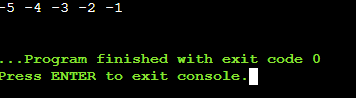 -5 -4 -3 -2 -1
...Program finished with exit code 0
Press ENTER to exit console.